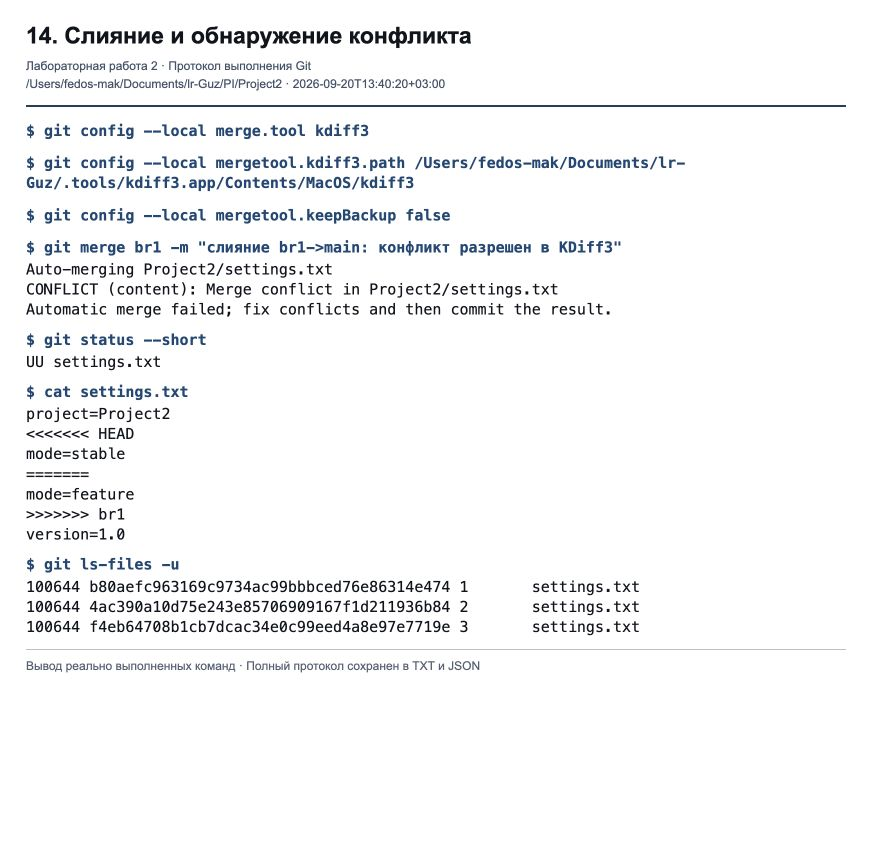 14. Слияние и обнаружение конфликта
Лабораторная работа 2 · Протокол выполнения Git
/Users/fedos-mak/Documents/lr-Guz/PI/Project2 · 2026-09-20T13:40:20+03:00
$ git config --local merge.tool kdiff3
$ git config --local mergetool.kdiff3.path /Users/fedos-mak/Documents/lr-
Guz/.tools/kdiff3.app/Contents/MacOS/kdiff3
$ git config --local mergetool.keepBackup false
$ git merge br1 -m "слияние br1->main: конфликт разрешен в KDiff3"
Auto-merging Project2/settings.txt
CONFLICT (content): Merge conflict in Project2/settings.txt
Automatic merge failed; fix conflicts and then commit the result.
$ git status --short
UU settings.txt
$ cat settings.txt
project=Project2
<<<<<<< HEAD
mode=stable
=======
mode=feature
>>>>>>> br1
version=1.0
$ git ls-files -u
100644 b80aefc963169c9734ac99bbbced76e86314e474 1	settings.txt
100644 4ac390a10d75e243e85706909167f1d211936b84 2	settings.txt
100644 f4eb64708b1cb7dcac34e0c99eed4a8e97e7719e 3	settings.txt
Вывод реально выполненных команд · Полный протокол сохранен в TXT и JSON